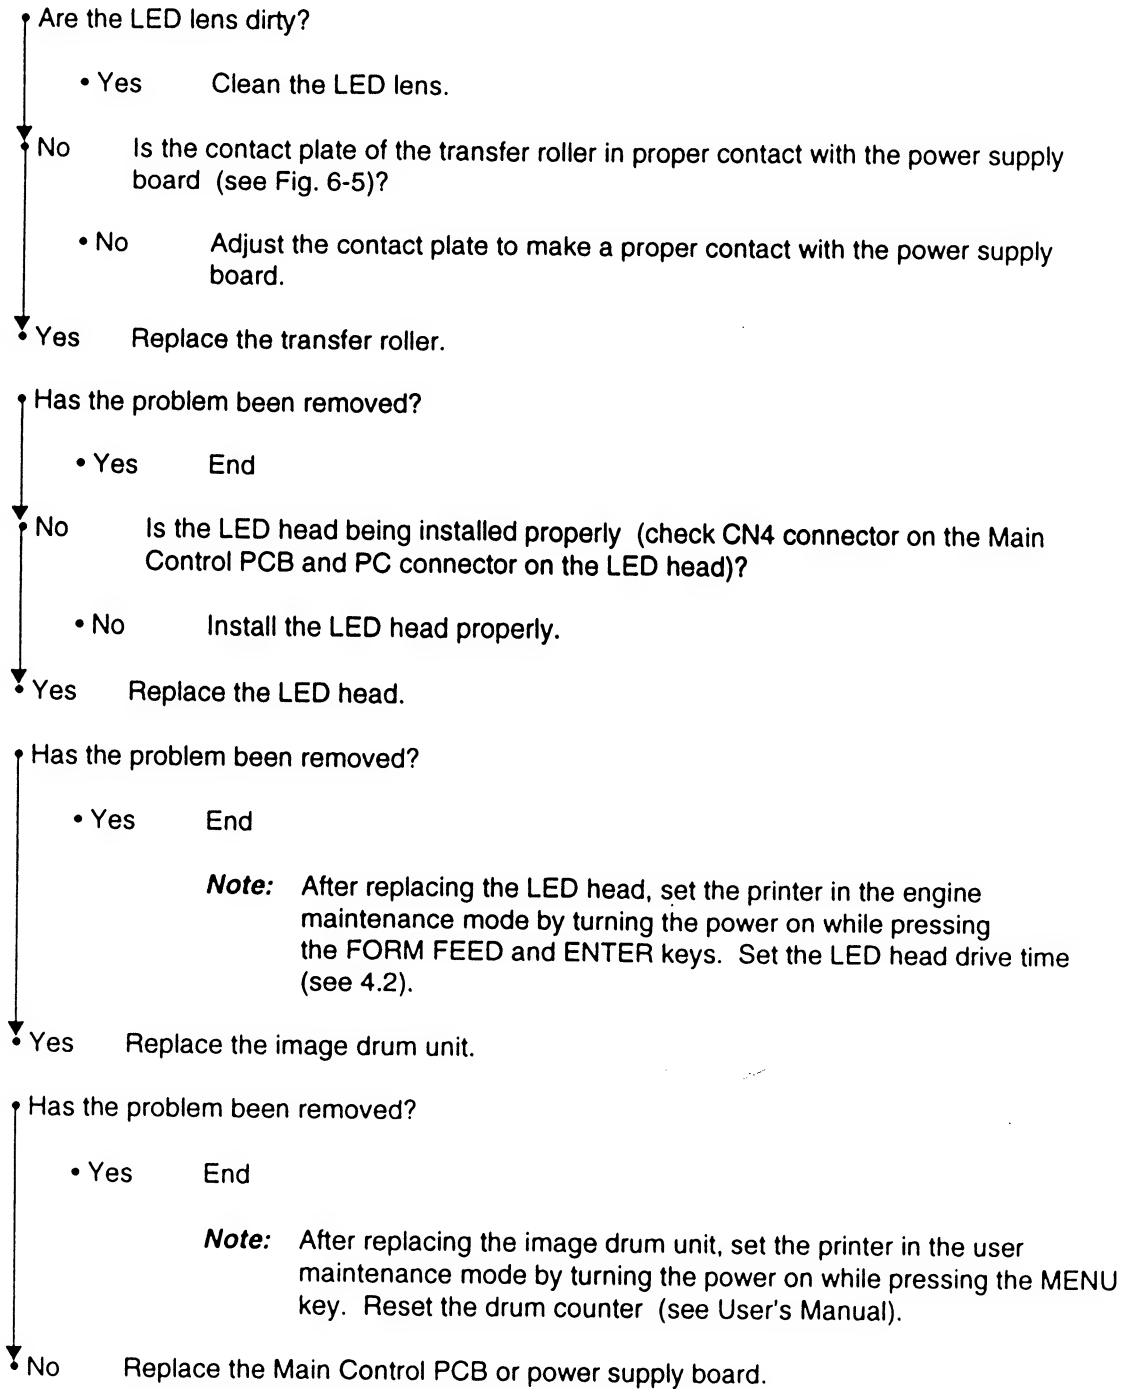 Are the LED lens dirty?
• Yes Clean the LED lens.
No Is the contact plate of the transfer roller in proper contact with the power supply
board (see Fig. 6-5)?
• No Adjust the contact plate to make a proper contact with the power supply
board.
Yes Replace the transfer roller.
Has the problem been removed?
• Yes End
No Is the LED head being installed properly (check CN4 connector on the Main
Control PCB and PC connector on the LED head)?
• No Install the LED head properly.
Yes Replace the LED head.
Has the problem been removed?
• Yes End
Note: After replacing the LED head, set the printer in the engine
maintenance mode by turning the power on while pressing
the FORM FEED and ENTER keys. Set the LED head drive time
(see 4.2).
Yes Replace the image drum unit.
Has the problem been removed?
• Yes End
Note: After replacing the image drum unit, set the printer in the user
maintenance mode by turning the power on while pressing the MENU
key. Reset the drum counter (see User's Manual).
No Replace the Main Control PCB or power supply board.